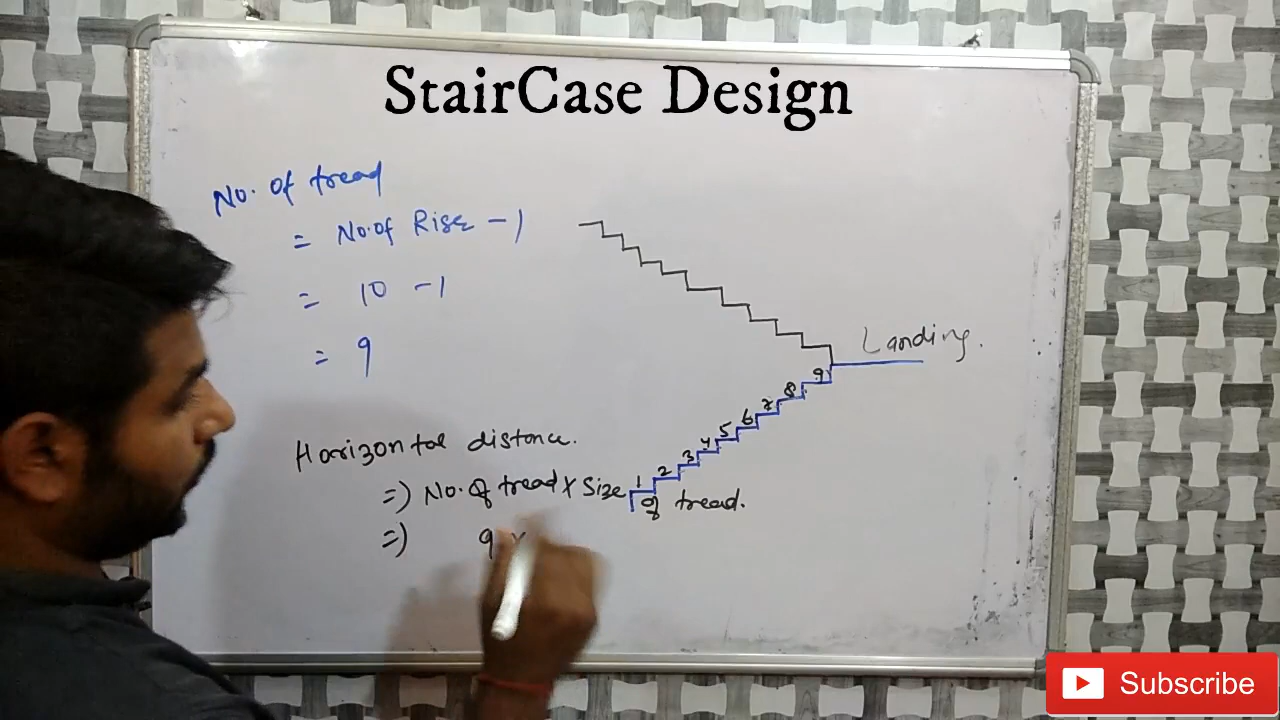 StairCase Design
No. of tread
= No.of Rise - 1
= 10 - 1
= 9
Landing.
9
8
7
6
5
4
3
2
1
Horizontal distance.
=) No. of tread x Size of tread.
=) 9 x
Subscribe